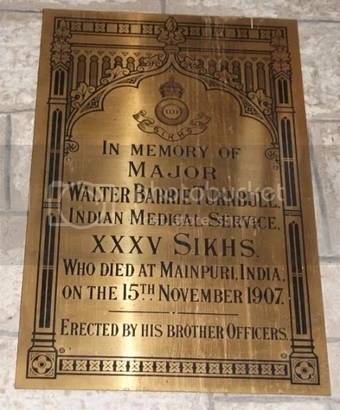 SIKHS
IN MEMORY OF
MAJOR
WALTER BARRIE
INDIAN MEDICAL SERVICE,
XXXV SIKHS.
WHO DIED AT MAINPURI, INDIA,
ON THE 15TH NOVEMBER 1907.
ERECTED BY HIS BROTHER OFFICERS.
photobucket